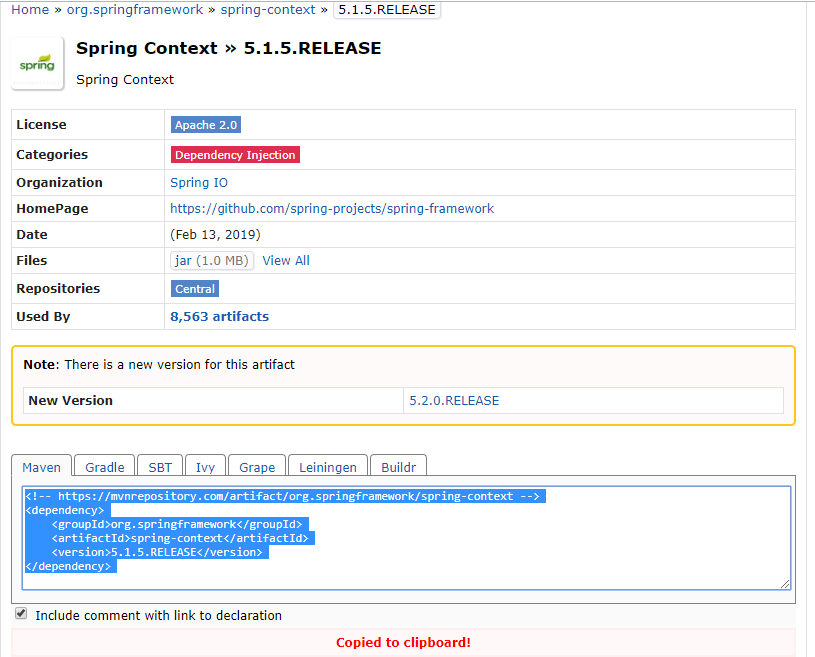 Home » org.springframework » spring-context » 5.1.5.RELEASE
spring
Spring Context » 5.1.5.RELEASE
Spring Context
License Apache 2.0
Categories Dependency Injection
Organization Spring IO
HomePage https://github.com/spring-projects/spring-framework
Date (Feb 13, 2019)
Files jar (1.0 MB) View All
Repositories Central
Used By 8,563 artifacts
Note: There is a new version for this artifact
New Version 5.2.0.RELEASE
Maven Gradle SBT Ivy Grape Leiningen Buildr
<!-- https://mvnrepository.com/artifact/org.springframework/spring-context -->
<dependency>
    <groupId>org.springframework</groupId>
    <artifactId>spring-context</artifactId>
    <version>5.1.5.RELEASE</version>
</dependency>
Include comment with link to declaration
Copied to clipboard!